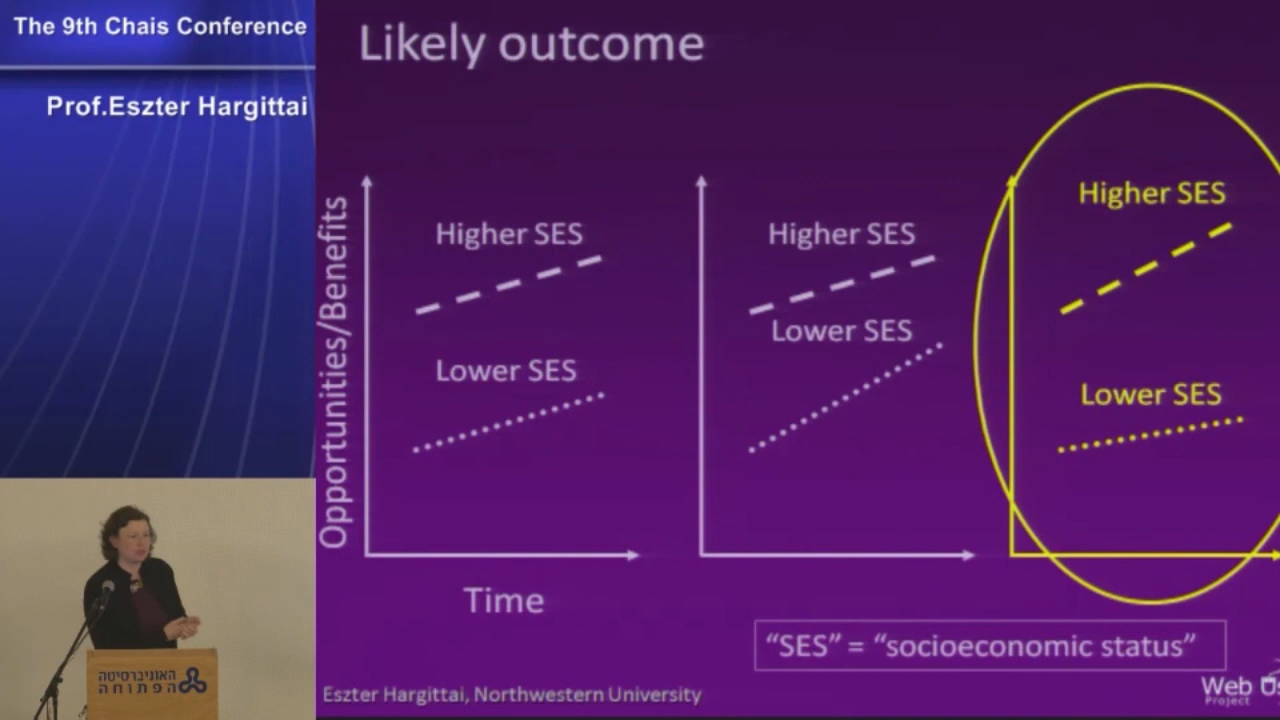 The 9th Chais Conference
Prof.Eszter Hargittai
Likely outcome
Opportunities/Benefits
Higher SES
Lower SES
Higher SES
Lower SES
Higher SES
Lower SES
Time
“SES” = “socioeconomic status”
Eszter Hargittai, Northwestern University
Web
Project
האוניברסיטה
הפתוחה